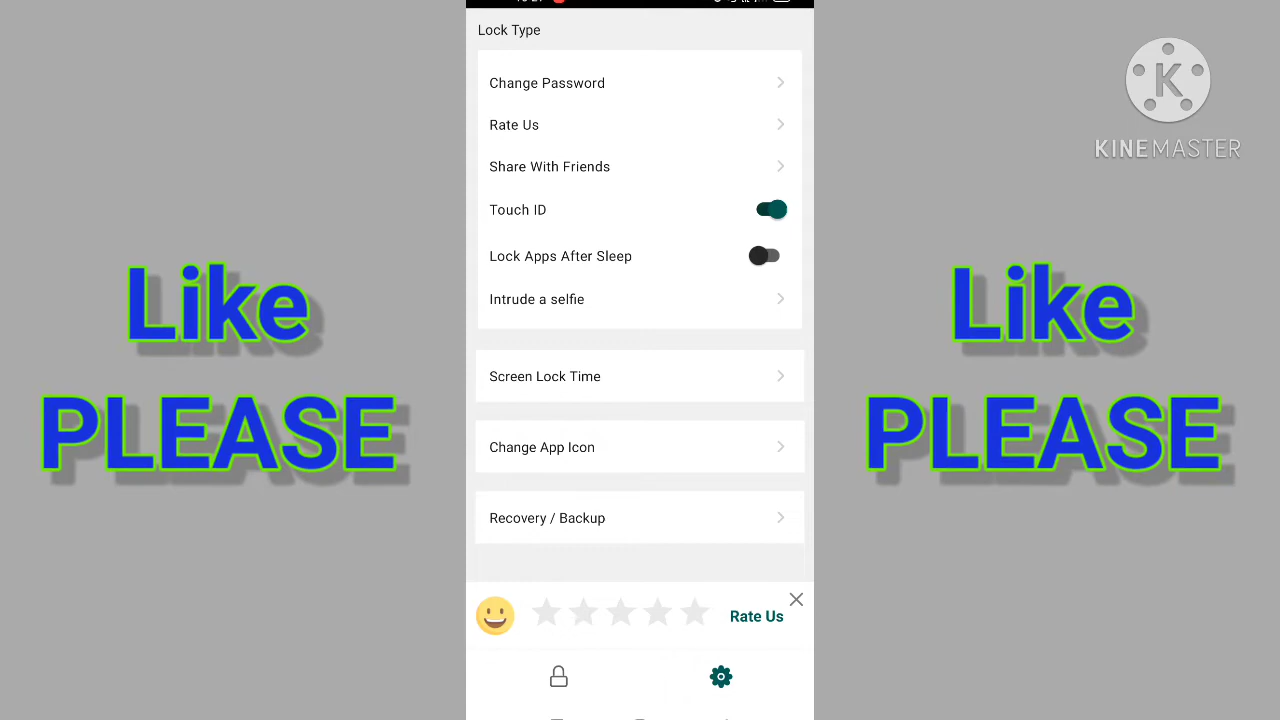 Lock Type
Change Password
Rate Us
Share With Friends
Touch ID
Lock Apps After Sleep
Intrude a selfie
Screen Lock Time
Change App Icon
Recovery / Backup
Rate Us
Like
PLEASE
Like
PLEASE
K
KINEMASTER